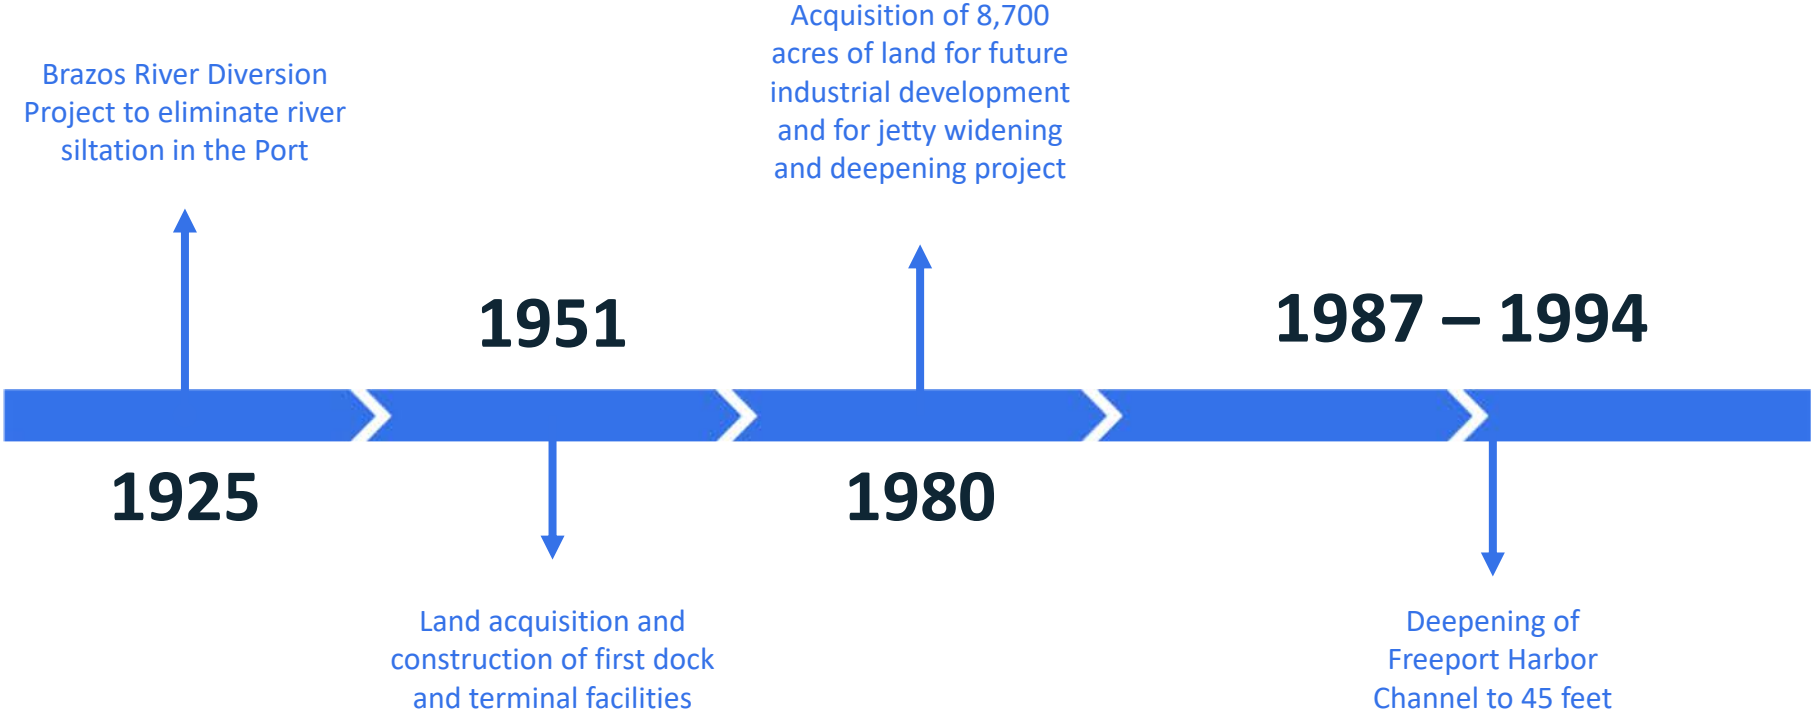 Brazos River Diversion
Project to eliminate river
siltation in the Port
1925
1951
Land acquisition and
construction of first dock
and terminal facilities
Acquisition of 8,700
acres of land for future
industrial development
and for jetty widening
and deepening project
1980
1987 – 1994
Deepening of
Freeport Harbor
Channel to 45 feet